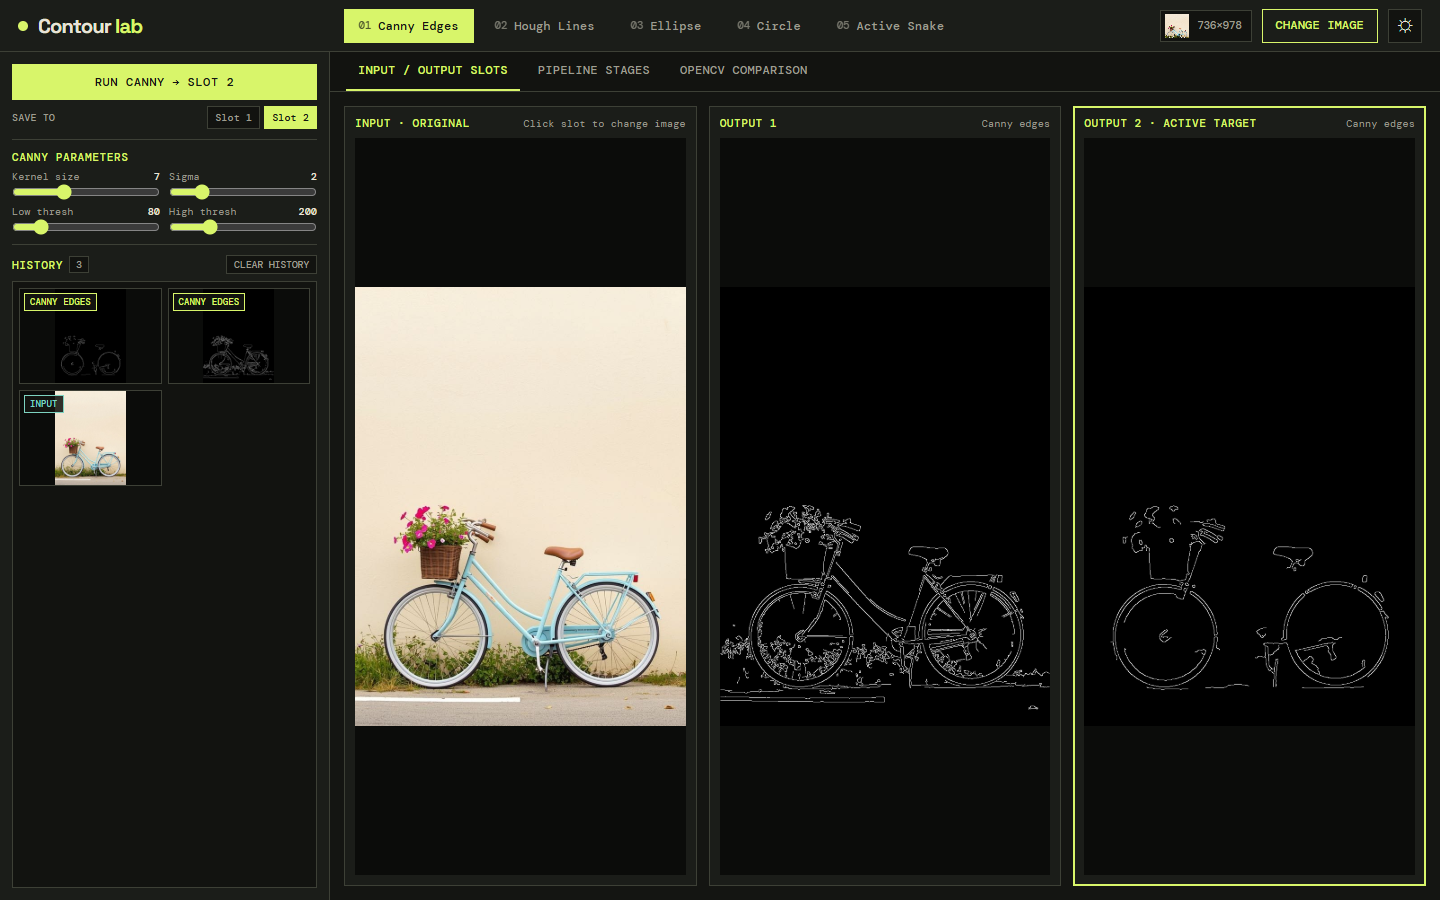 Contour lab
01 Canny Edges
02 Hough Lines
03 Ellipse
04 Circle
05 Active Snake
736×978
CHANGE IMAGE
RUN CANNY → SLOT 2
SAVE TO
Slot 1
Slot 2
CANNY PARAMETERS
Kernel size 7
Sigma 2
Low thresh 80
High thresh 200
HISTORY 3
CLEAR HISTORY
CANNY EDGES
CANNY EDGES
INPUT
INPUT / OUTPUT SLOTS
PIPELINE STAGES
OPENCV COMPARISON
INPUT · ORIGINAL
Click slot to change image
OUTPUT 1
Canny edges
OUTPUT 2 · ACTIVE TARGET
Canny edges